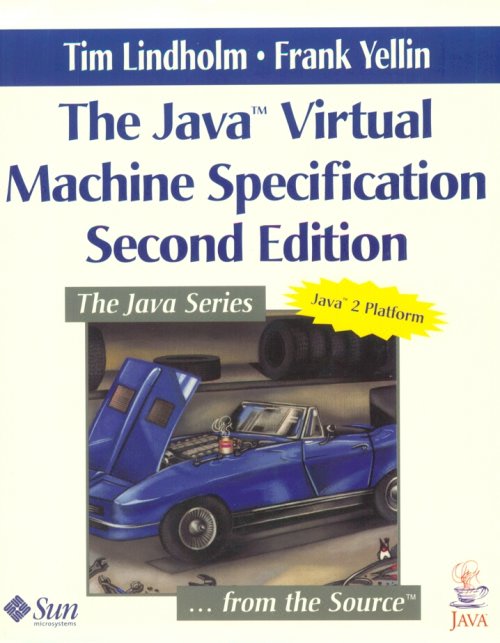 Tim Lindholm • Frank Yellin
The Java™ Virtual
Machine Specification
Second Edition
The Java Series
Java™ 2 Platform
... from the Source™
Sun
microsystems
JAVA™